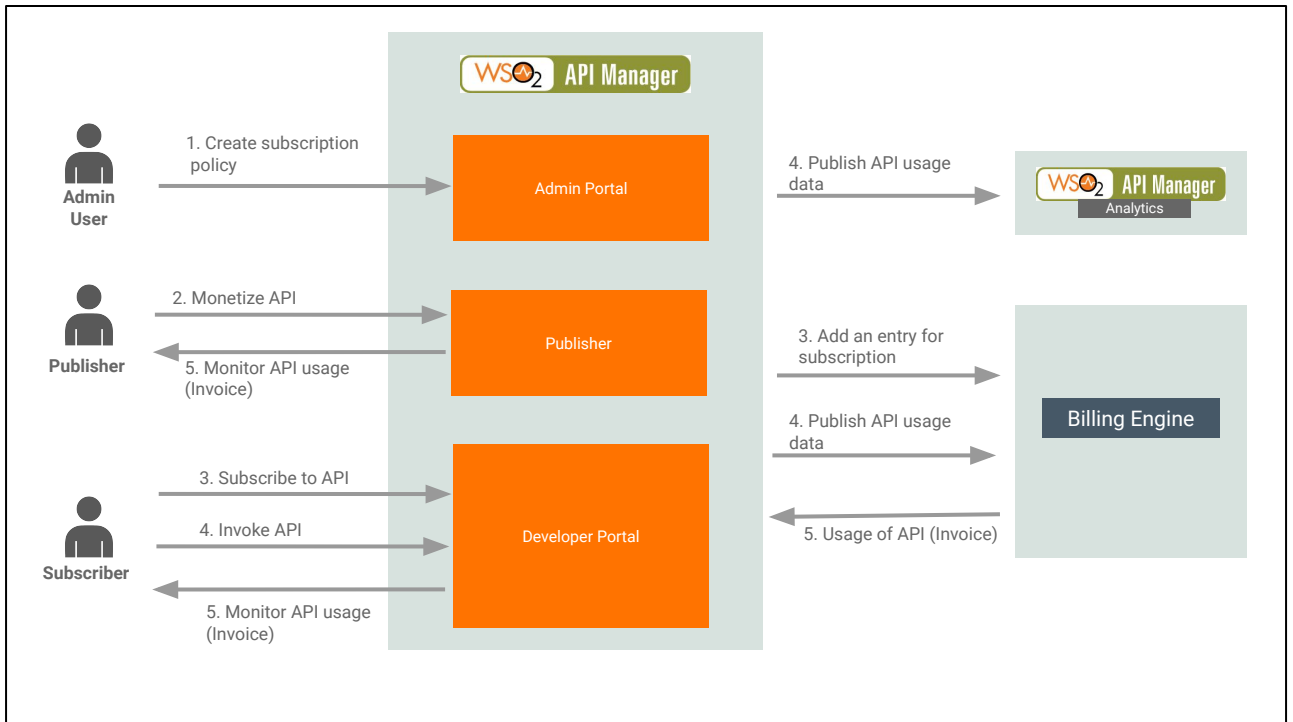 WSO2 API Manager
1. Create subscription
policy
Admin
User
Admin Portal
4. Publish API usage
data
WSO2 API Manager
Analytics
2. Monetize API
Publisher
5. Monitor API usage
(Invoice)
Publisher
3. Add an entry for
subscription
Billing Engine
4. Publish API usage
data
5. Usage of API (Invoice)
3. Subscribe to API
4. Invoke API
Subscriber
Developer Portal
5. Monitor API usage
(Invoice)